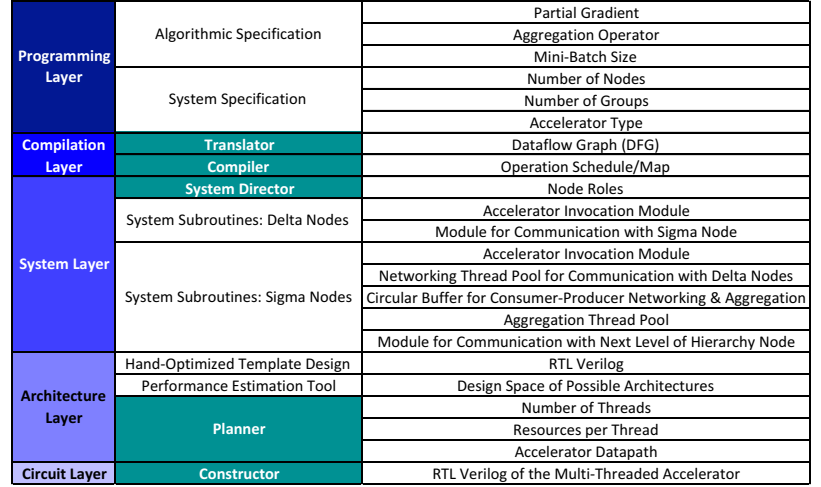 Programming
Layer
Algorithmic Specification
Partial Gradient
Aggregation Operator
Mini-Batch Size
System Specification
Number of Nodes
Number of Groups
Accelerator Type
Compilation
Layer
Translator
Dataflow Graph (DFG)
Compiler
Operation Schedule/Map
System Layer
System Director
Node Roles
System Subroutines: Delta Nodes
Accelerator Invocation Module
Module for Communication with Sigma Node
System Subroutines: Sigma Nodes
Accelerator Invocation Module
Networking Thread Pool for Communication with Delta Nodes
Circular Buffer for Consumer-Producer Networking & Aggregation
Aggregation Thread Pool
Module for Communication with Next Level of Hierarchy Node
Architecture
Layer
Hand-Optimized Template Design
RTL Verilog
Performance Estimation Tool
Design Space of Possible Architectures
Planner
Number of Threads
Resources per Thread
Accelerator Datapath
Circuit Layer
Constructor
RTL Verilog of the Multi-Threaded Accelerator